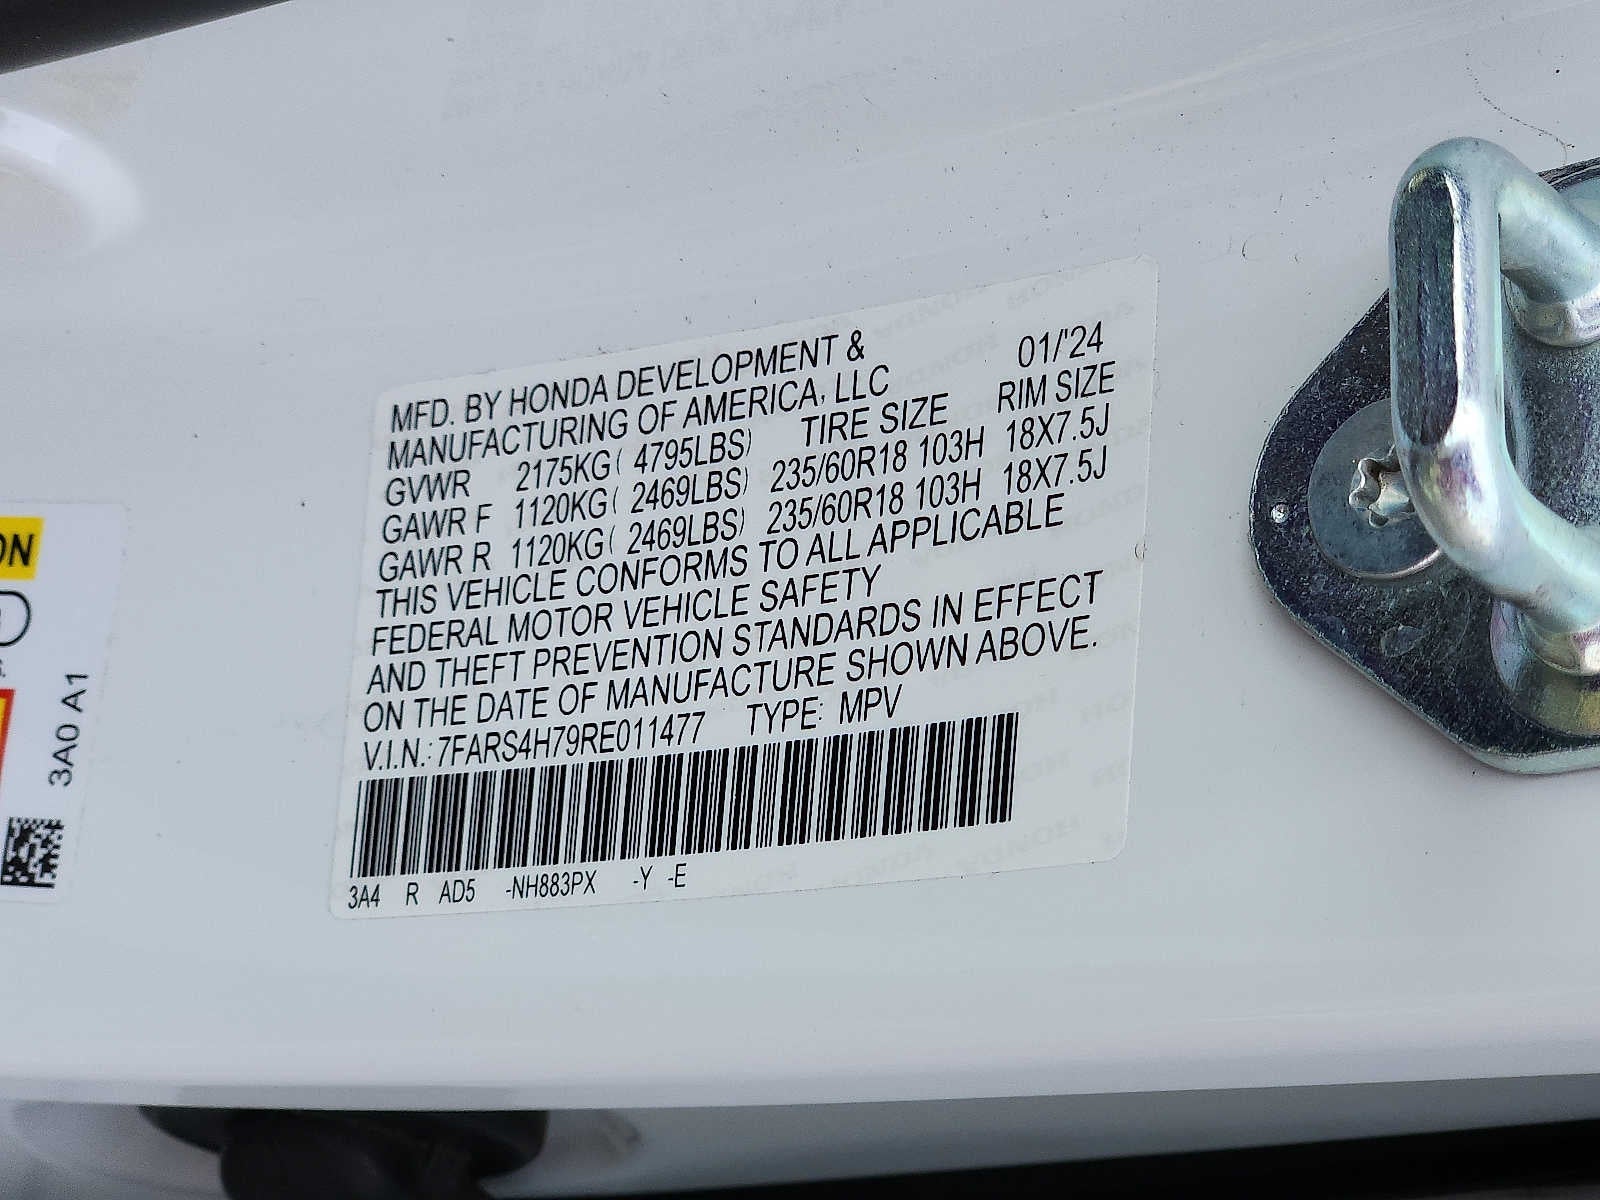 MFD. BY HONDA DEVELOPMENT &
MANUFACTURING OF AMERICA, LLC 01/'24
GVWR 2175KG( 4795LBS) TIRE SIZE RIM SIZE
GAWR F 1120KG( 2469LBS) 235/60R18 103H 18X7.5J
GAWR R 1120KG( 2469LBS) 235/60R18 103H 18X7.5J
THIS VEHICLE CONFORMS TO ALL APPLICABLE
FEDERAL MOTOR VEHICLE SAFETY
AND THEFT PREVENTION STANDARDS IN EFFECT
ON THE DATE OF MANUFACTURE SHOWN ABOVE.
V.I.N.: 7FARS4H79RE011477 TYPE: MPV
3A4 R AD5 -NH883PX -Y -E
ON
3A0 A1